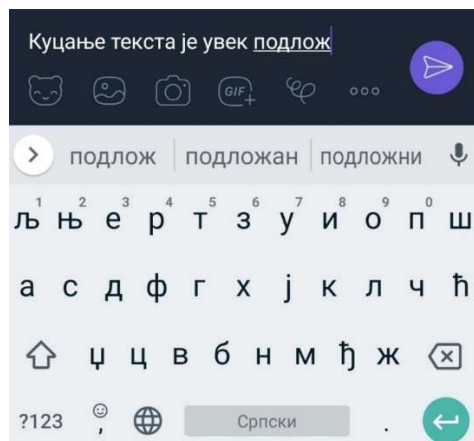 Куцање текста је увек подлож
GIF
подлож подложан подложни
1 2 3 4 5 6 7 8 9 0
љ њ е р т з у и о п ш
а с д ф г х ј к л ч ћ
џ ц в б н м ђ ж
?123 , Српски .